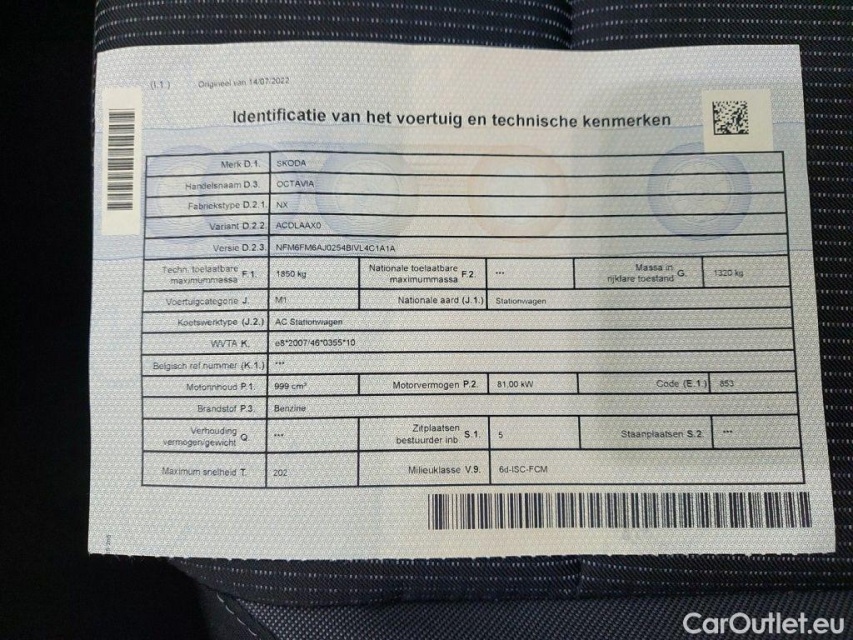 (I.1.) Origineel van 14/07/2022
Identificatie van het voertuig en technische kenmerken
Merk D.1. SKODA
Handelsnaam D.3. OCTAVIA
Fabriekstype D.2.1. NX
Variant D.2.2. ACDLAAX0
Versie D.2.3. NFM6FM6AJ0254BIVL4C1A1A
Techn. toelaatbare maximummassa F.1. 1850 kg Nationale toelaatbare maximummassa F.2. --- Massa in rijklare toestand G. 1320 kg
Voertuigcategorie J. M1 Nationale aard (J.1.) Stationwagen
Koetswerktype (J.2.) AC Stationwagen
WVTA K. e8*2007/46*0355*10
Belgisch ref nummer (K.1.) ---
Motorinhoud P.1. 999 cm³ Motorvermogen P.2. 81,00 kW Code (E.1.) 853
Brandstof P.3. Benzine
Verhouding vermogen/gewicht Q. --- Zitplaatsen bestuurder inb S.1. 5 Staanplaatsen S.2. ---
Maximum snelheid T. 202 Milieuklasse V.9. 6d-ISC-FCM
CarOutlet.eu